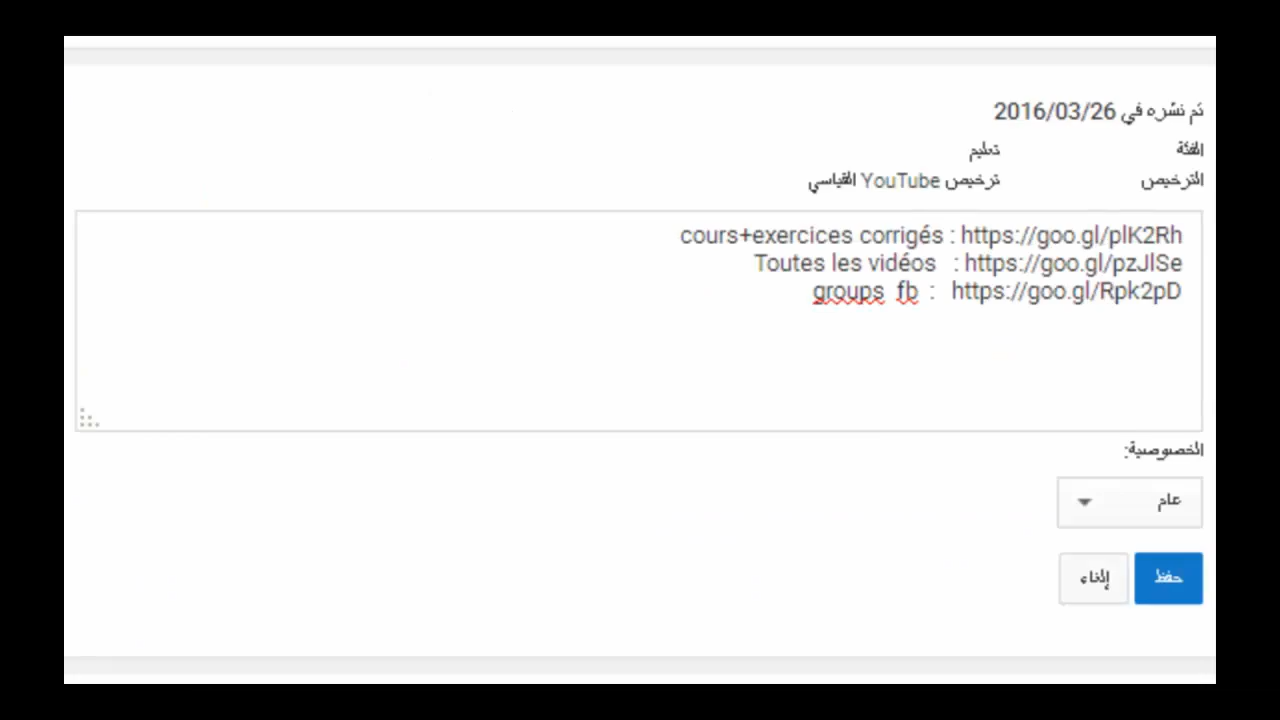 تم نشره في 2016/03/26
الفئة تعليم
الترخيص ترخيص YouTube القياسي
cours+exercices corrigés : https://goo.gl/plK2Rh
Toutes les vidéos : https://goo.gl/pzJlSe
groups fb : https://goo.gl/Rpk2pD
الخصوصية:
عام
حفظ إلغاء